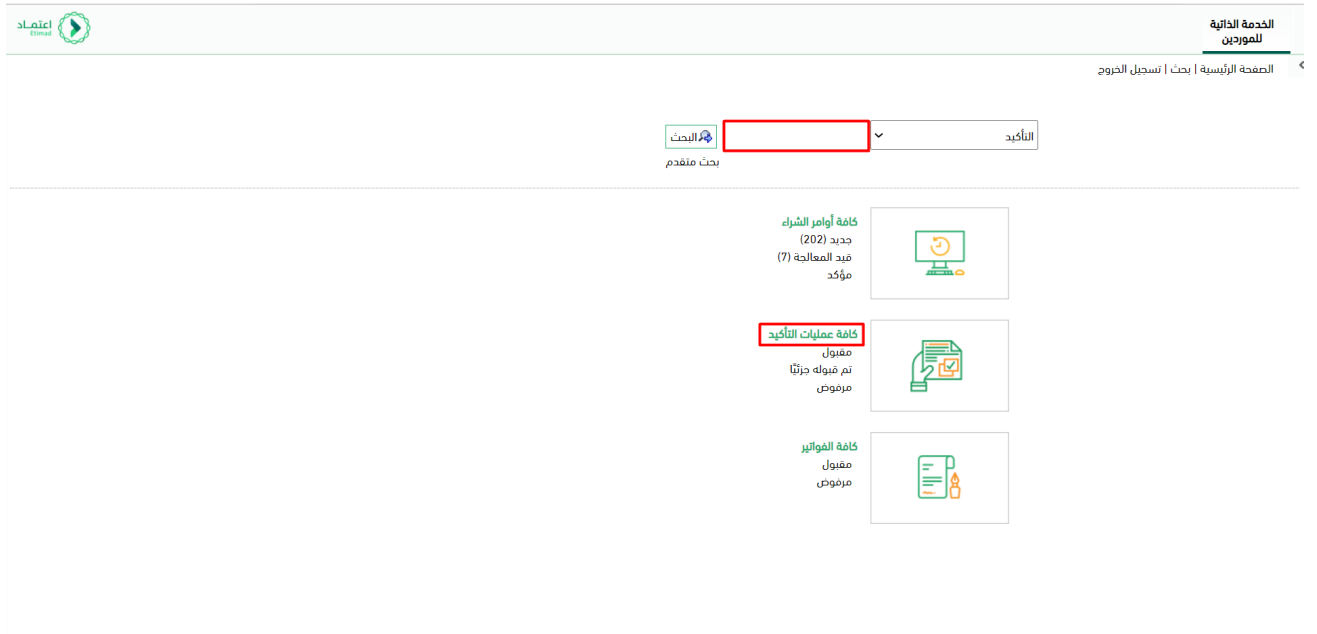 اعتمـاد
Etimad
الخدمة الذاتية
للموردين
الصفحة الرئيسية | بحث | تسجيل الخروج
التأكيد
البحث
بحث متقدم
كافة أوامر الشراء
جديد (202)
قيد المعالجة (7)
مؤكد
كافة عمليات التأكيد
مقبول
تم قبوله جزئيًا
مرفوض
كافة الفواتير
مقبول
مرفوض